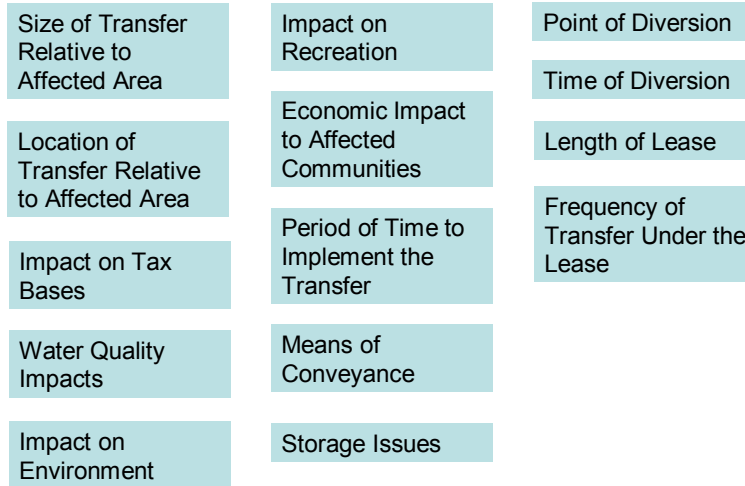 Size of Transfer
Relative to
Affected Area
Location of
Transfer Relative
to Affected Area
Impact on Tax
Bases
Water Quality
Impacts
Impact on
Environment
Impact on
Recreation
Economic Impact
to Affected
Communities
Period of Time to
Implement the
Transfer
Means of
Conveyance
Storage Issues
Point of Diversion
Time of Diversion
Length of Lease
Frequency of
Transfer Under the
Lease